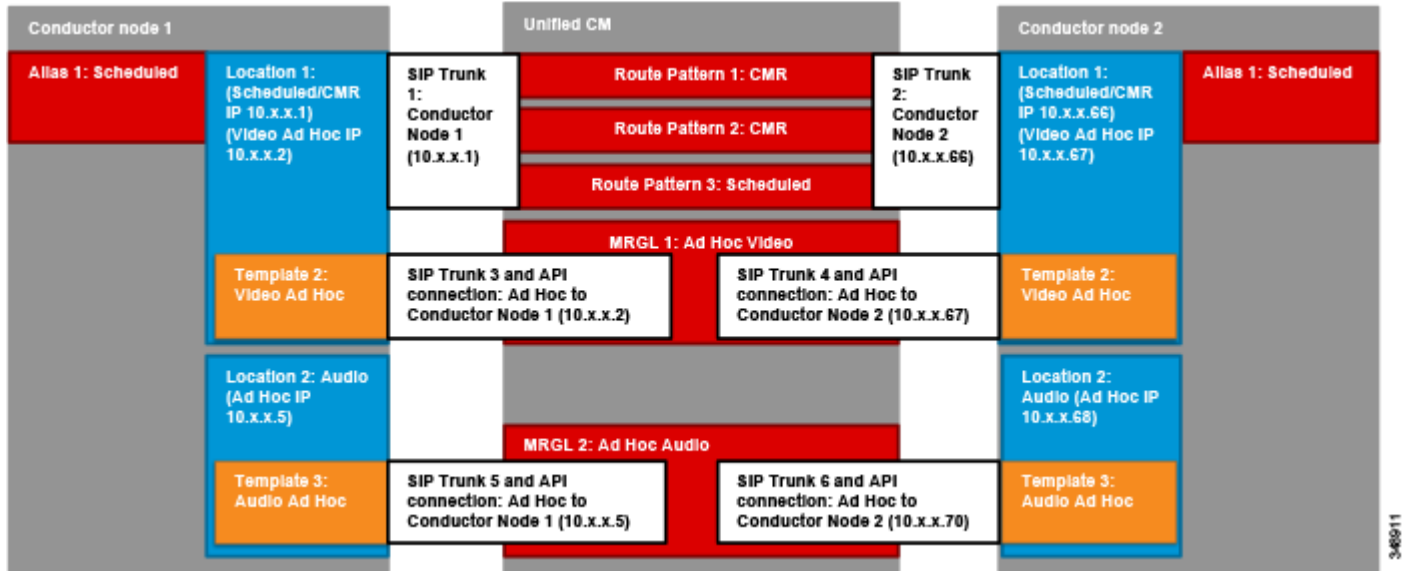 Conductor node 1
Unified CM
Conductor node 2
Alias 1: Scheduled
Location 1:
(Scheduled/CMR
IP 10.x.x.1)
(Video Ad Hoc IP
10.x.x.2)
SIP Trunk
1:
Conductor
Node 1
(10.x.x.1)
Route Pattern 1: CMR
Route Pattern 2: CMR
Route Pattern 3: Scheduled
SIP Trunk
2:
Conductor
Node 2
(10.x.x.66)
Location 1:
(Scheduled/CMR
IP 10.x.x.66)
(Video Ad Hoc IP
10.x.x.67)
Alias 1: Scheduled
MRGL 1: Ad Hoc Video
Template 2:
Video Ad Hoc
SIP Trunk 3 and API
connection: Ad Hoc to
Conductor Node 1 (10.x.x.2)
SIP Trunk 4 and API
connection: Ad Hoc to
Conductor Node 2 (10.x.x.67)
Template 2:
Video Ad Hoc
Location 2: Audio
(Ad Hoc IP
10.x.x.5)
Location 2:
Audio (Ad Hoc IP
10.x.x.68)
MRGL 2: Ad Hoc Audio
Template 3:
Audio Ad Hoc
SIP Trunk 5 and API
connection: Ad Hoc to
Conductor Node 1 (10.x.x.5)
SIP Trunk 6 and API
connection: Ad Hoc to
Conductor Node 2 (10.x.x.70)
Template 3:
Audio Ad Hoc
348911